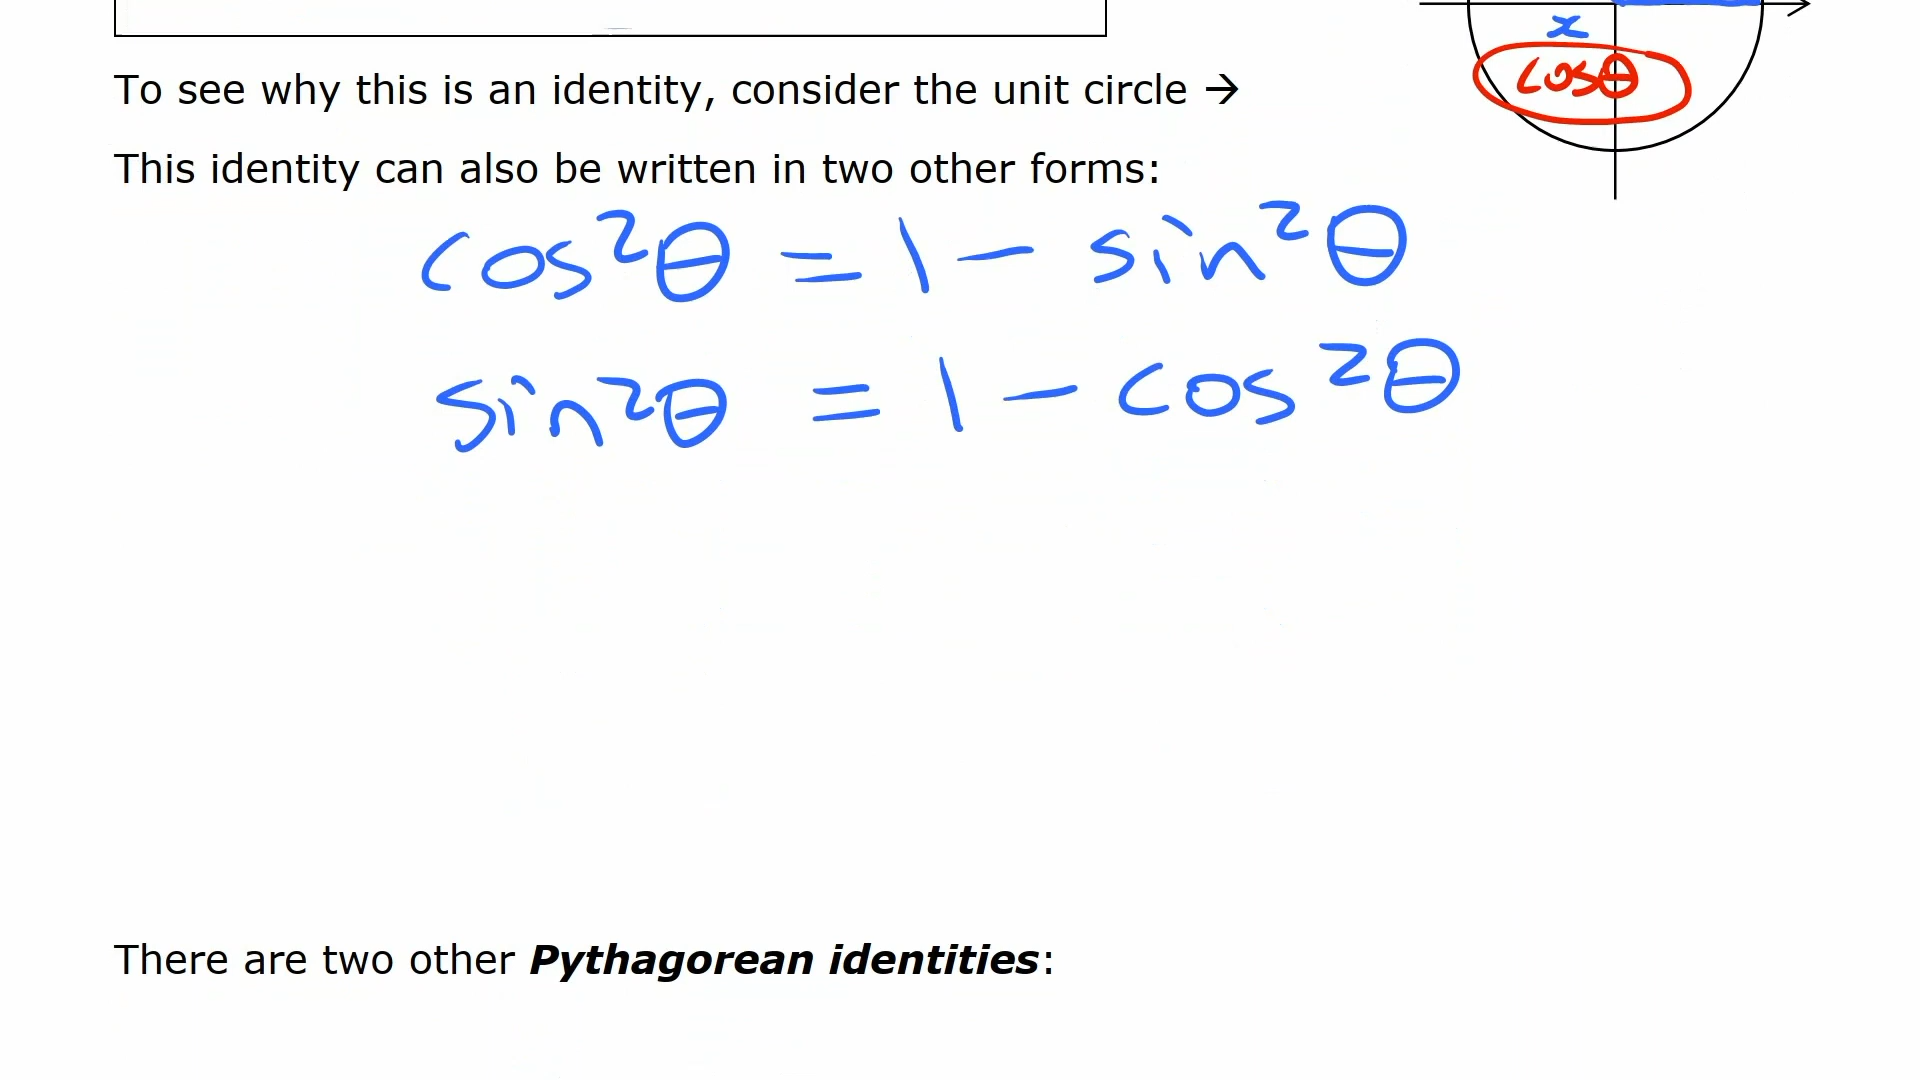 x
cosθ
To see why this is an identity, consider the unit circle →
This identity can also be written in two other forms:
cos²θ = 1 - sin²θ
sin²θ = 1 - cos²θ
There are two other Pythagorean identities: